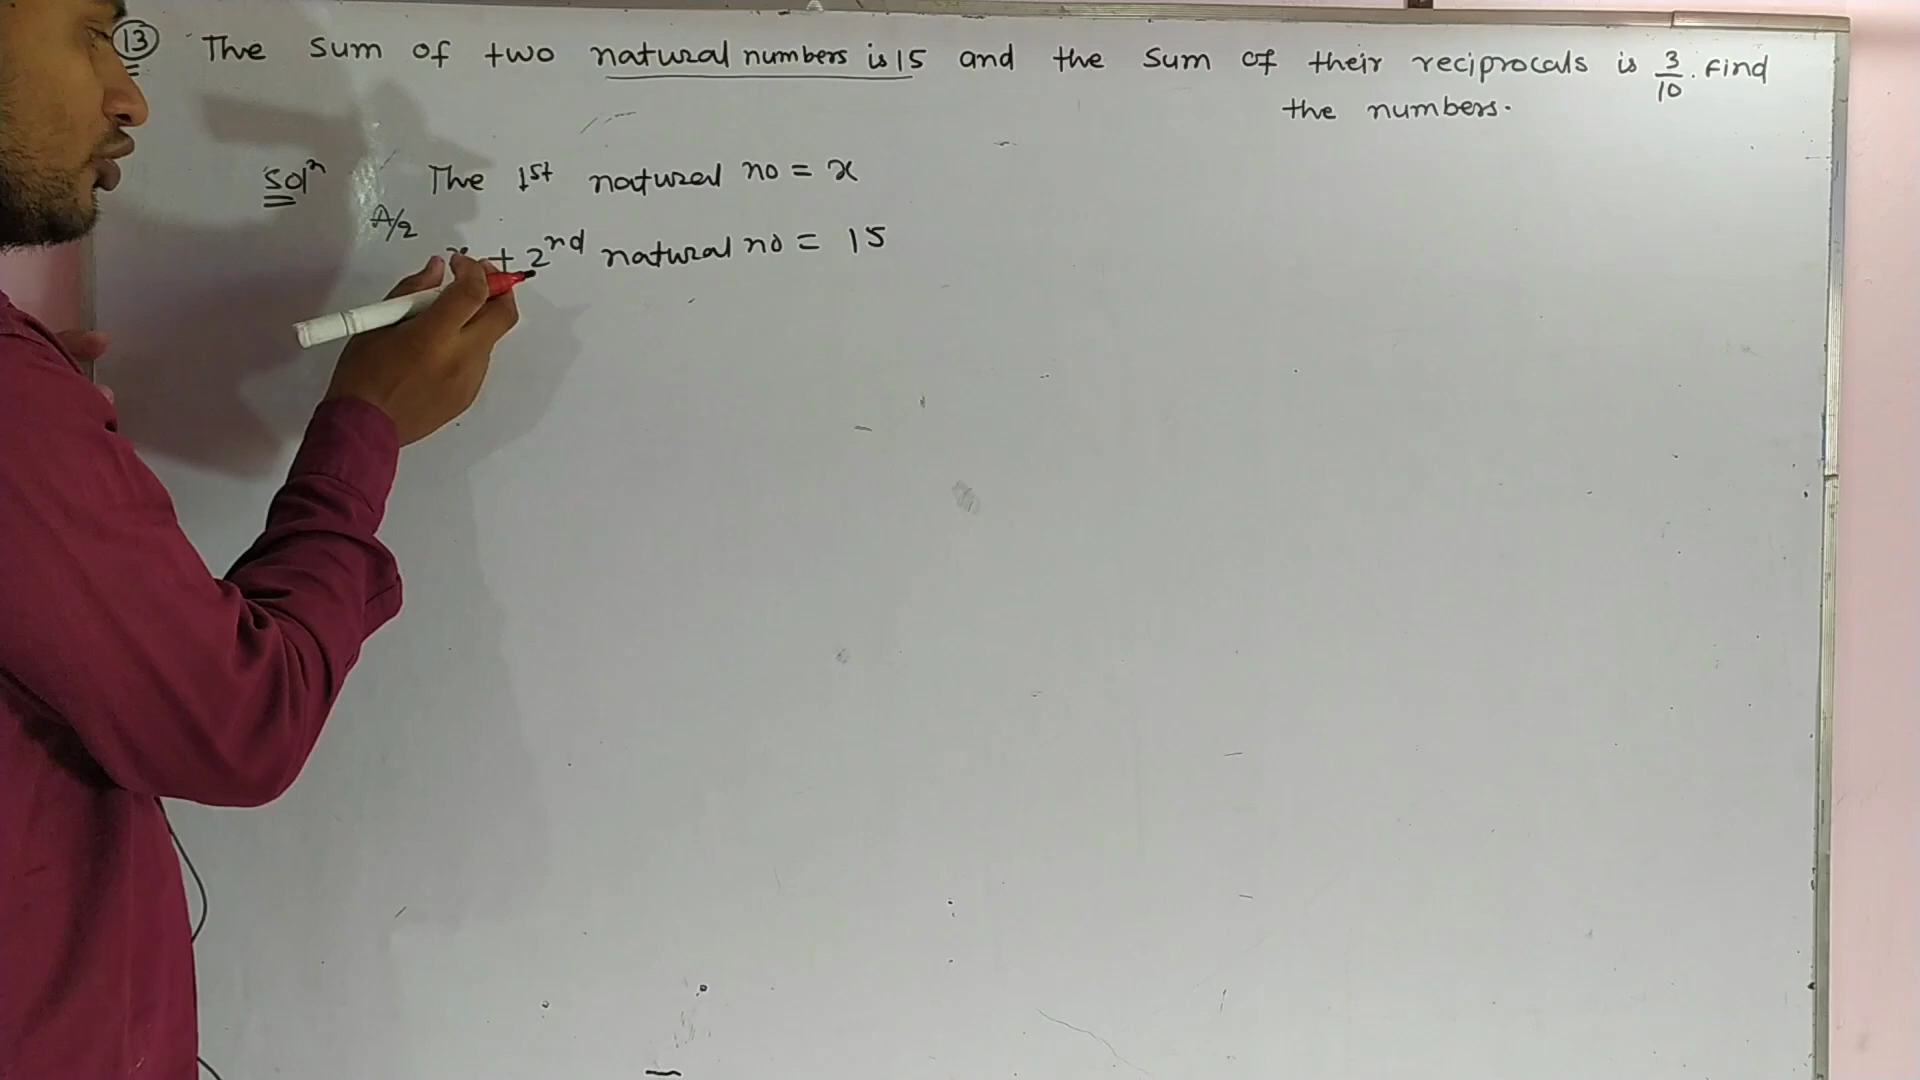 13 The sum of two natural numbers is 15 and the sum of their reciprocals is 3/10. Find
the numbers.
Solⁿ The 1st natural no = x
A/2
x + 2nd natural no = 15